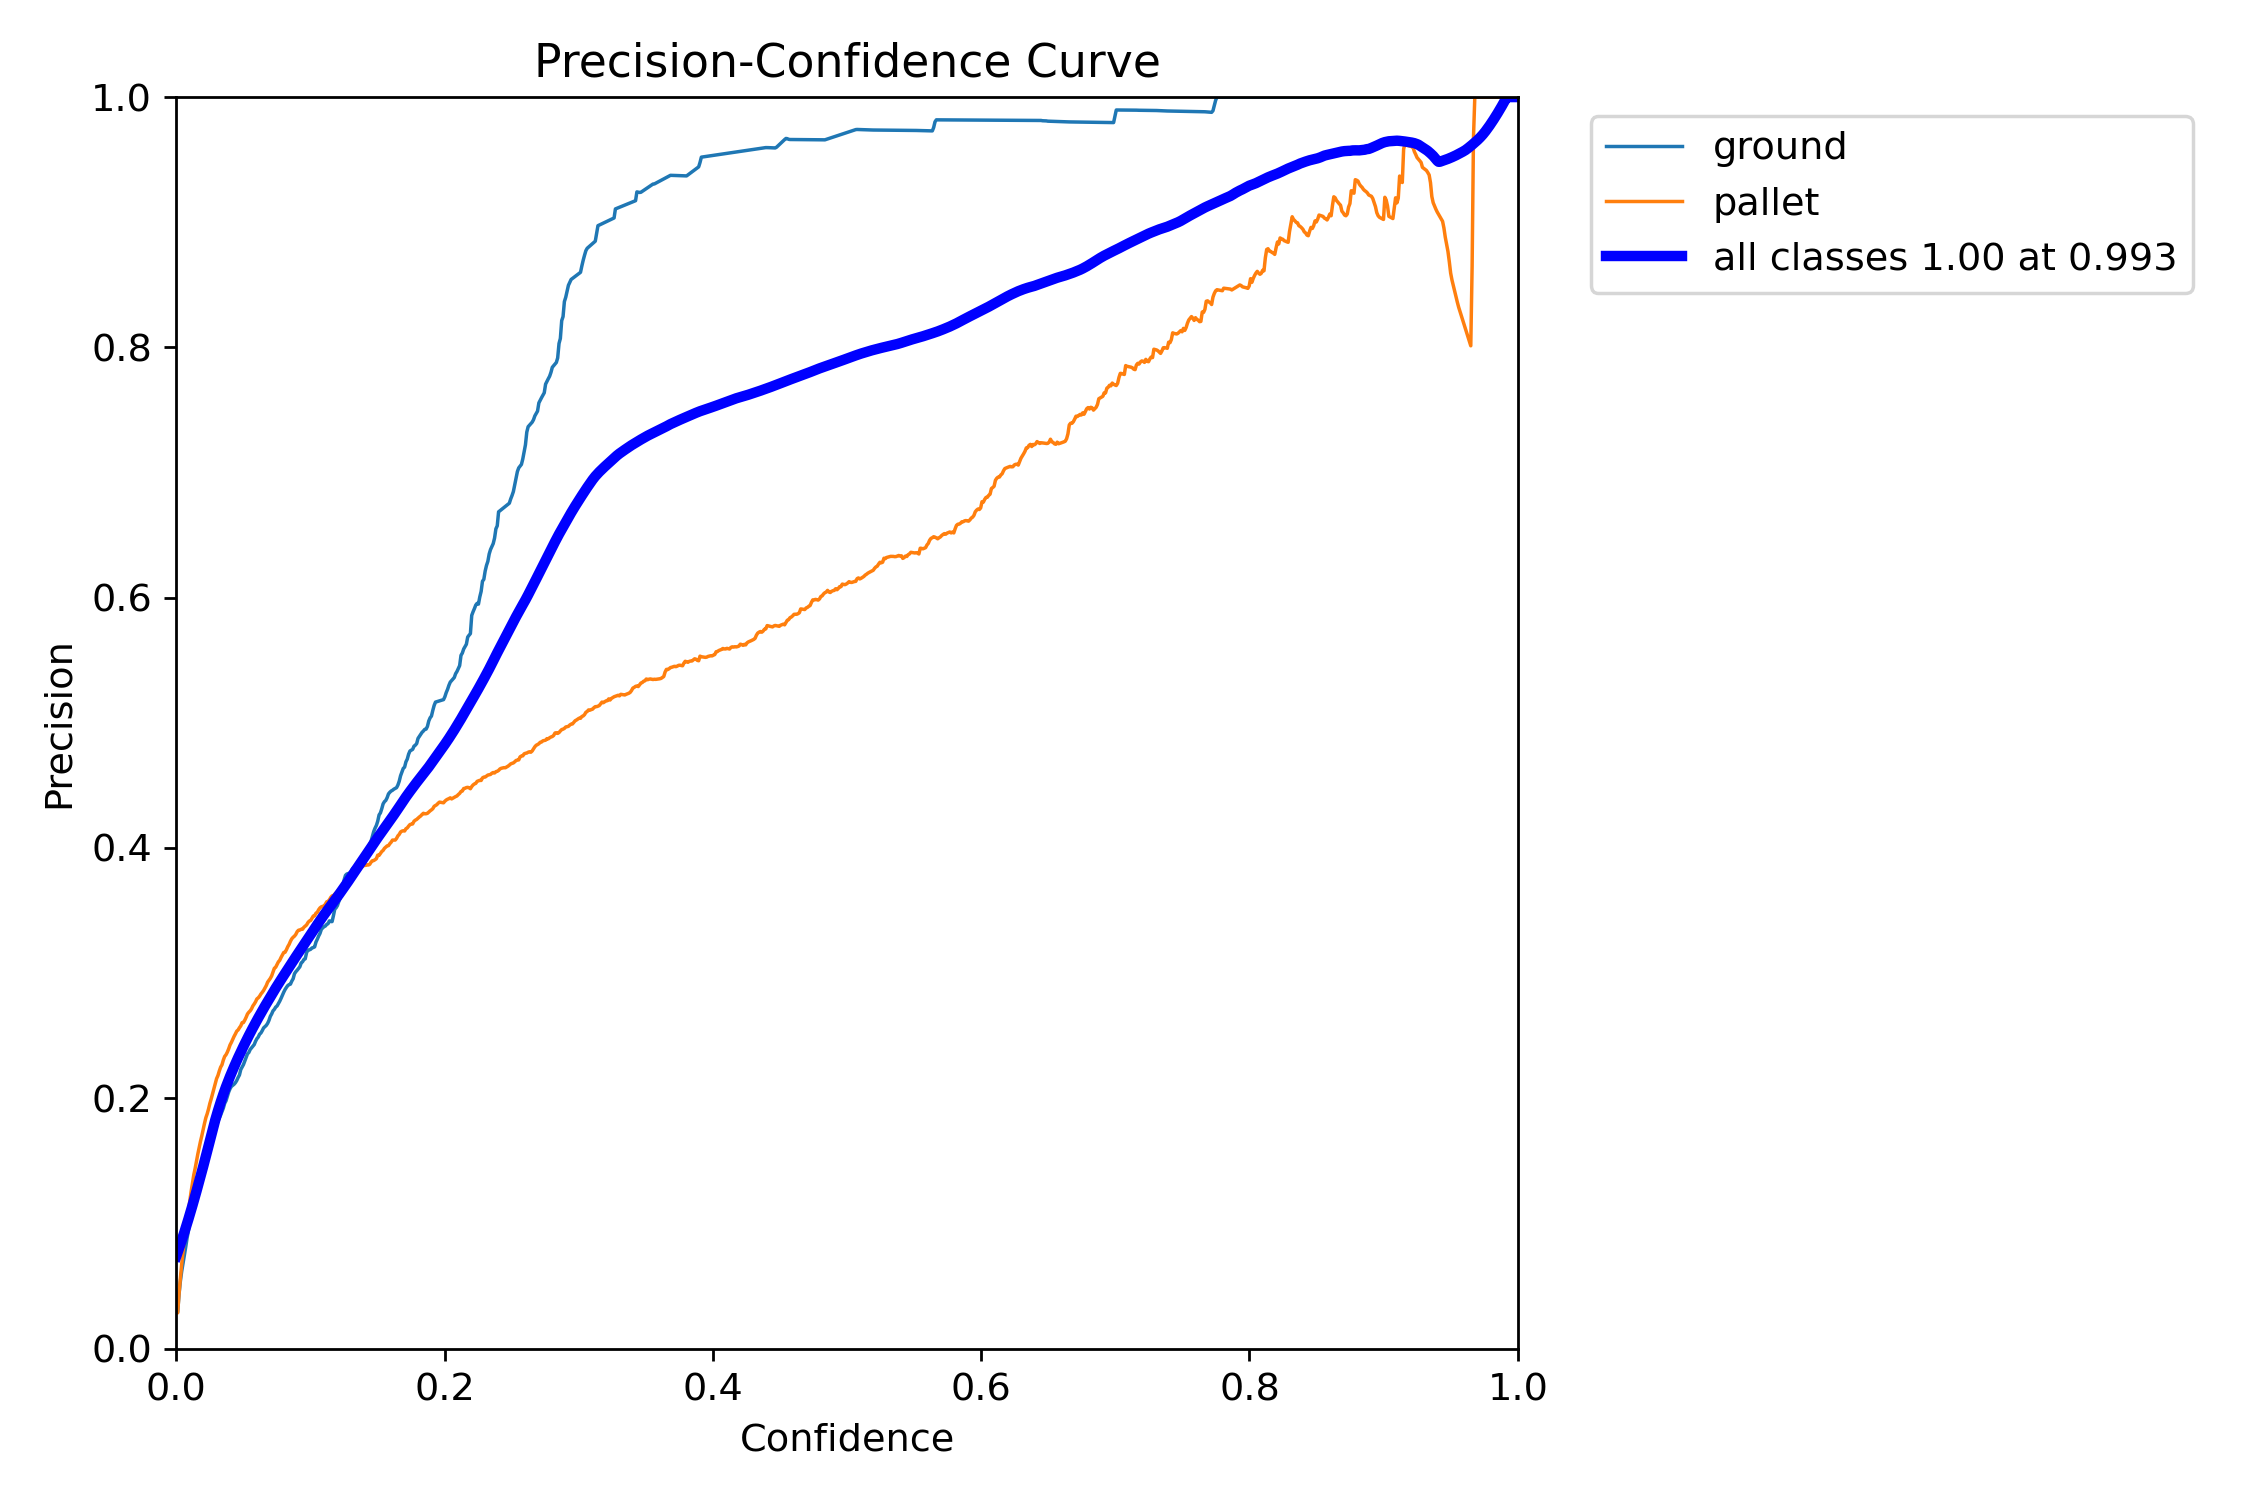 Precision-Confidence Curve
1.0
0.8
0.6
0.4
0.2
0.0
Precision
0.0 0.2 0.4 0.6 0.8 1.0
Confidence
ground
pallet
all classes 1.00 at 0.993